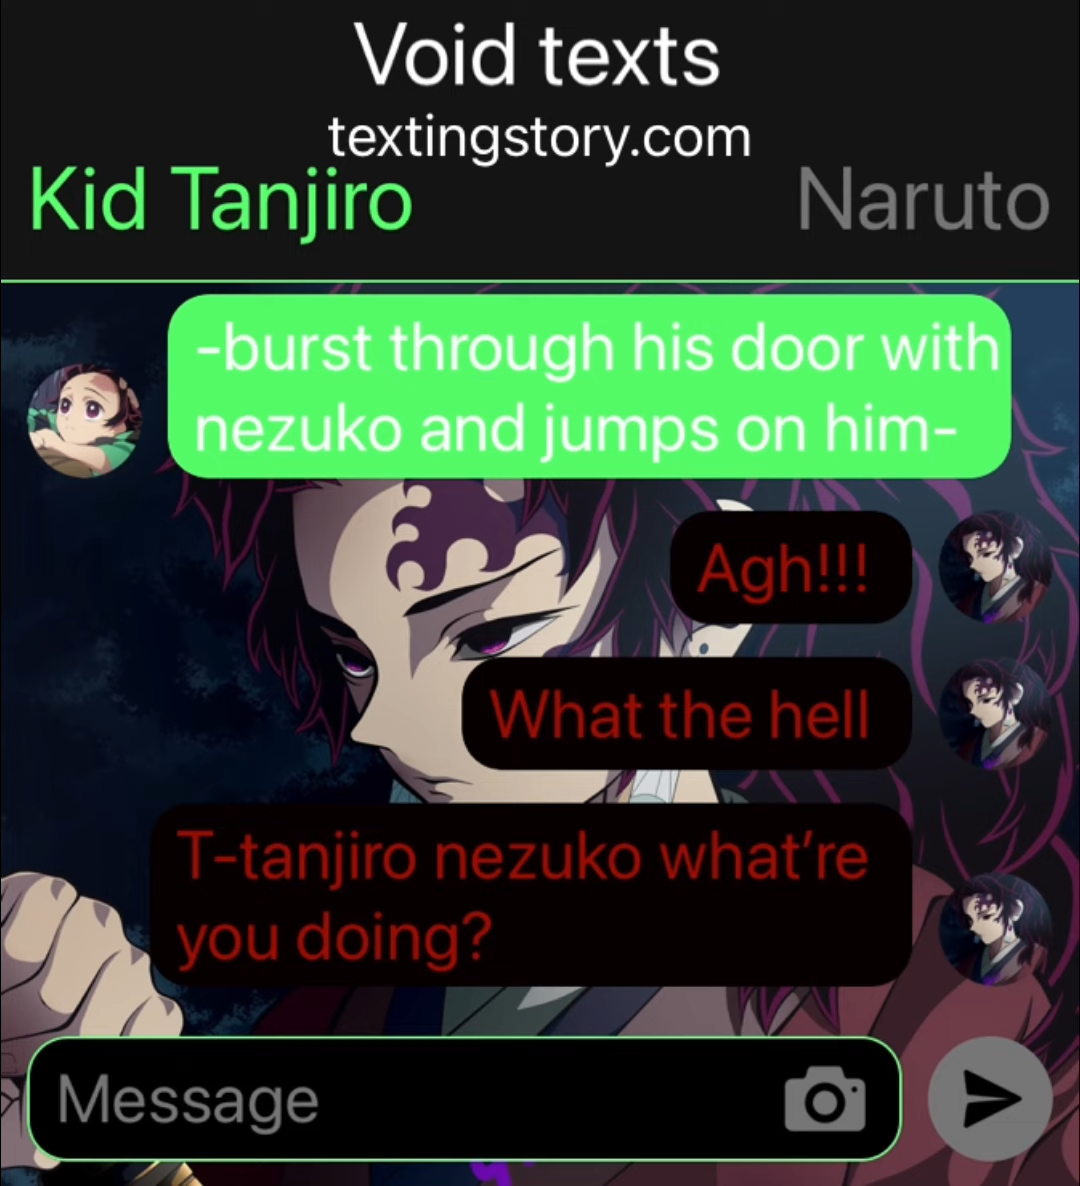 Void texts
textingstory.com
Kid Tanjiro
Naruto
-burst through his door with
nezuko and jumps on him-
Agh!!!
What the hell
T-tanjiro nezuko what’re
you doing?
Message